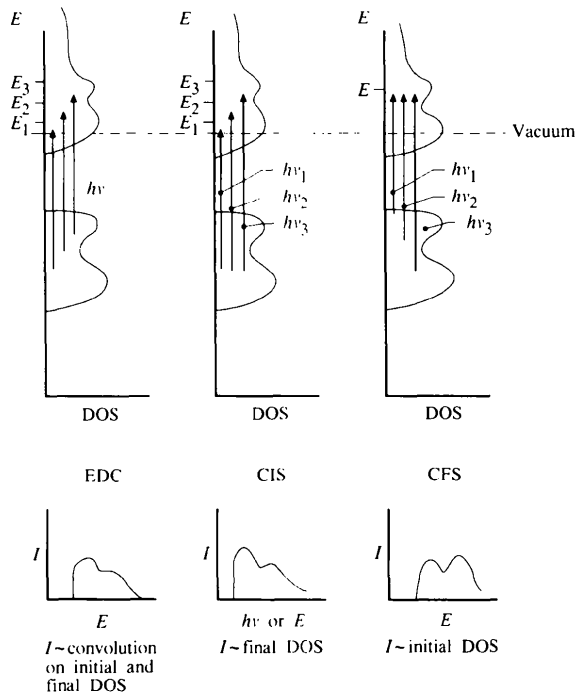 E
E
E
E3
E2
E1
hν
E3
E2
E1
hν1
hν2
hν3
E
hν1
hν2
hν3
Vacuum
DOS
DOS
DOS
EDC
CIS
CFS
I
I
I
E
hν or E
E
I~convolution
on initial and
final DOS
I~final DOS
I~initial DOS